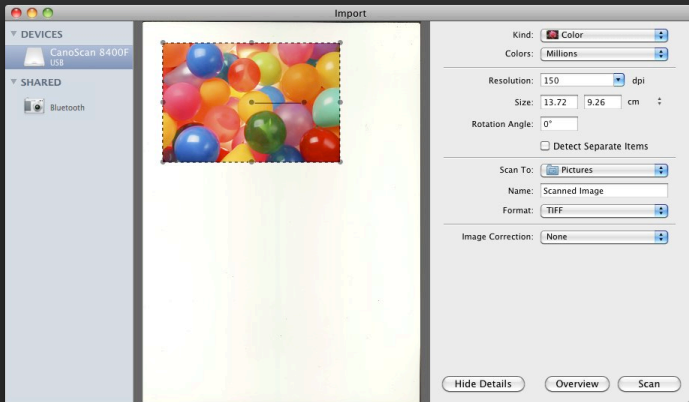 Import
DEVICES
CanoScan 8400F
USB
SHARED
Bluetooth
Kind: Color
Colors: Millions
Resolution: 150 dpi
Size: 13.72 9.26 cm
Rotation Angle: 0°
Detect Separate Items
Scan To: Pictures
Name: Scanned Image
Format: TIFF
Image Correction: None
Hide Details Overview Scan